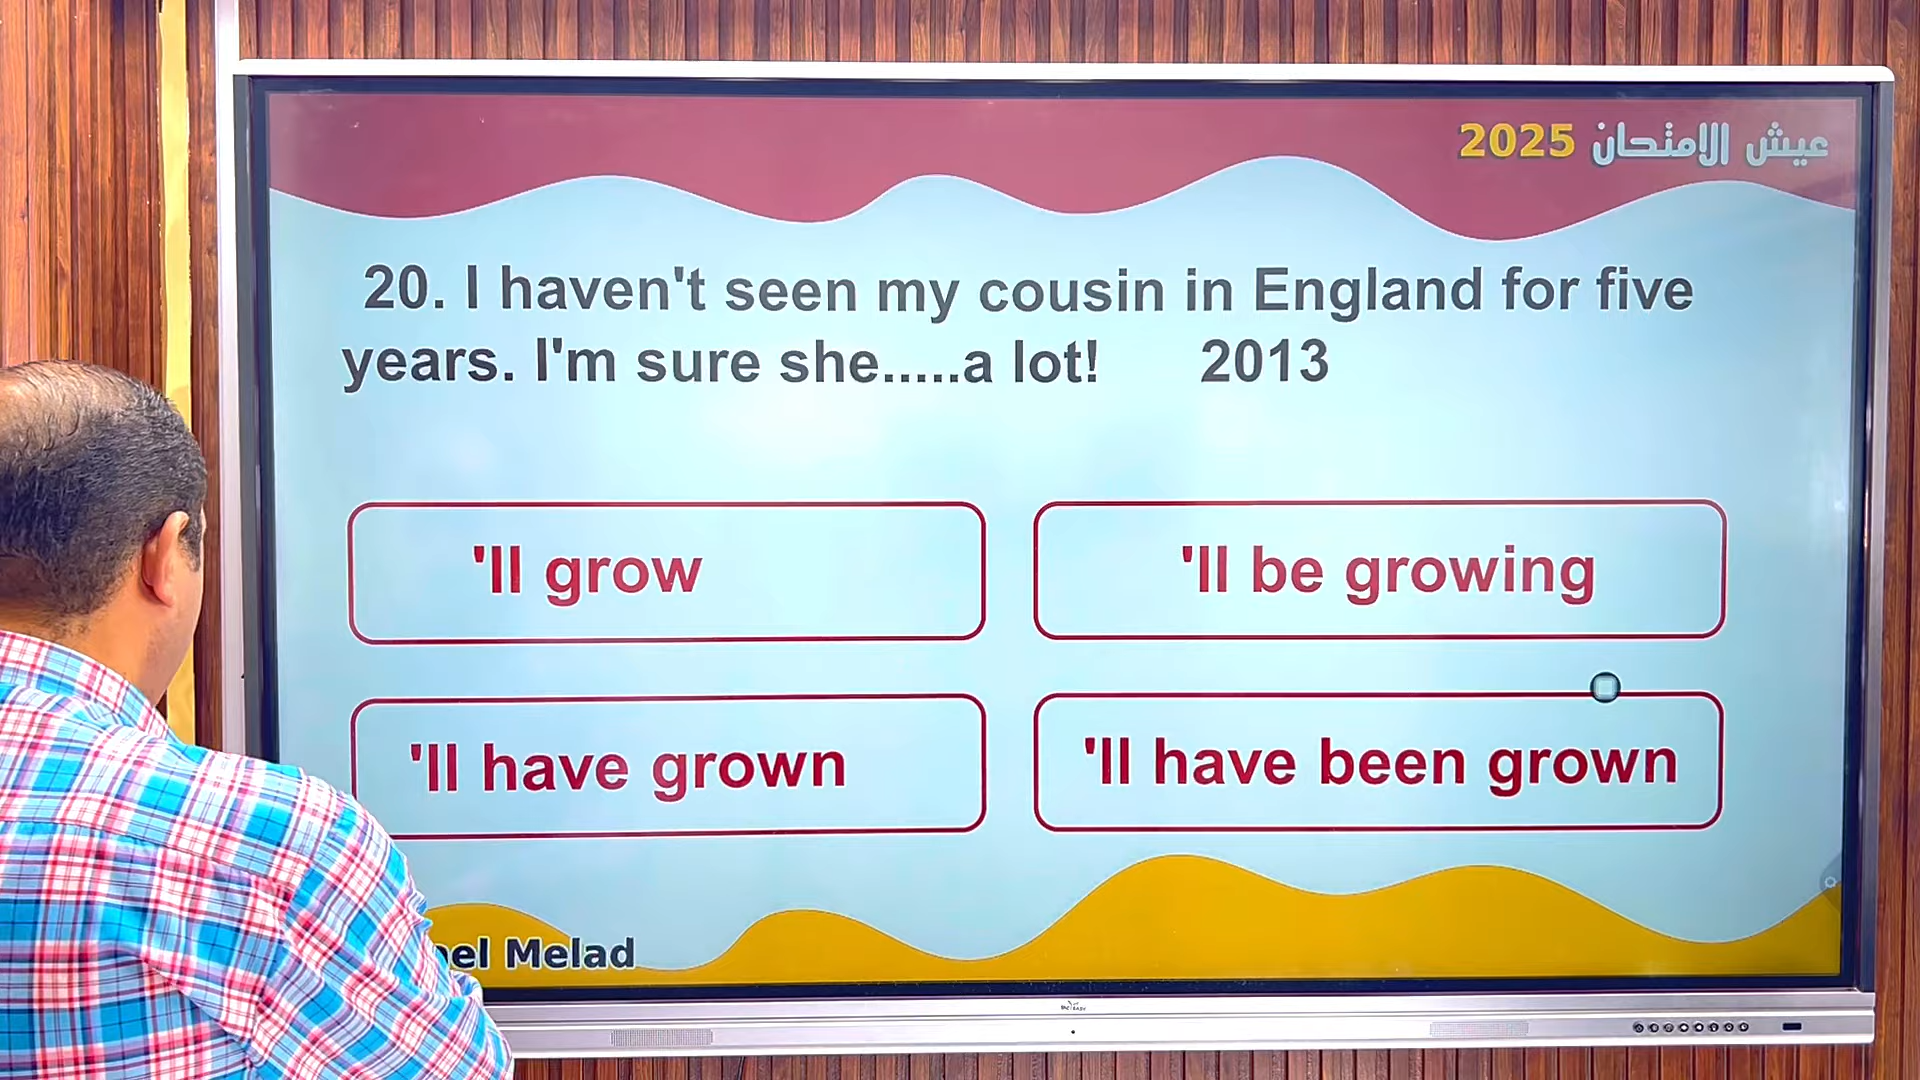 عيش الامتحان 2025
20. I haven't seen my cousin in England for five
years. I'm sure she.....a lot! 2013
'll grow
'll be growing
'll have grown
'll have been grown
Melad